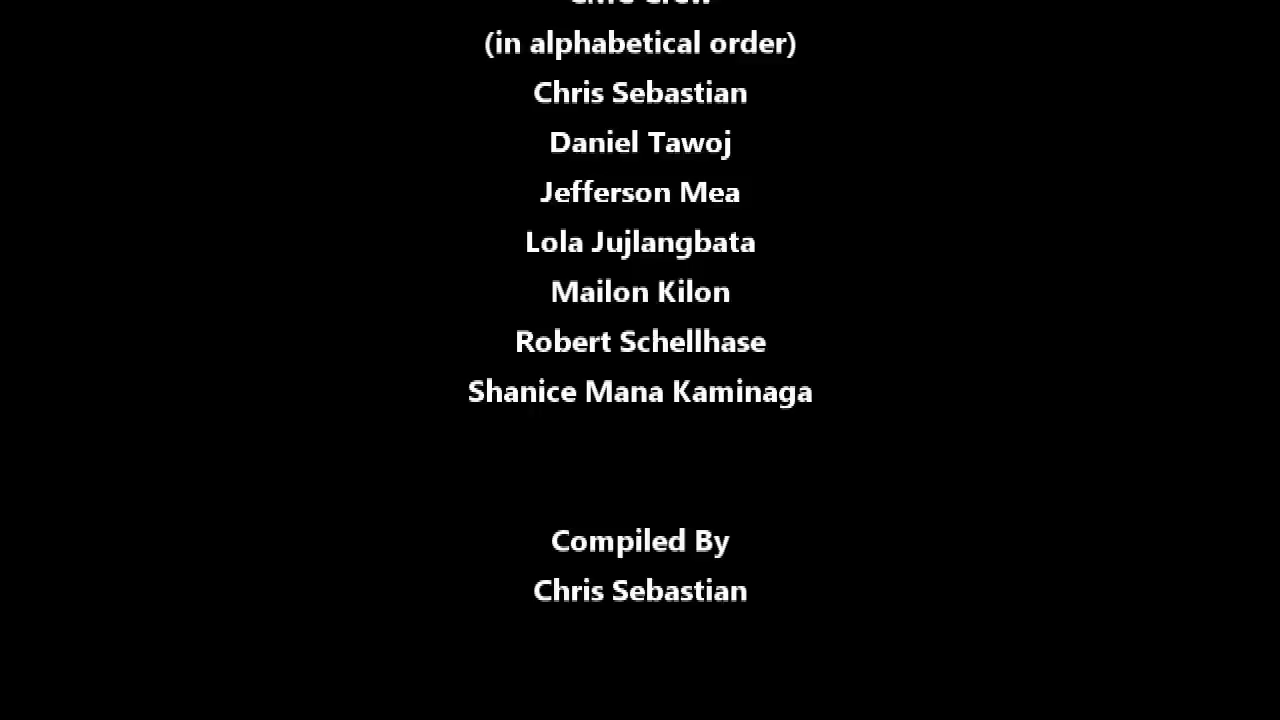 Crew
(in alphabetical order)
Chris Sebastian
Daniel Tawoj
Jefferson Mea
Lola Jujlangbata
Mailon Kilon
Robert Schellhase
Shanice Mana Kaminaga
Compiled By
Chris Sebastian